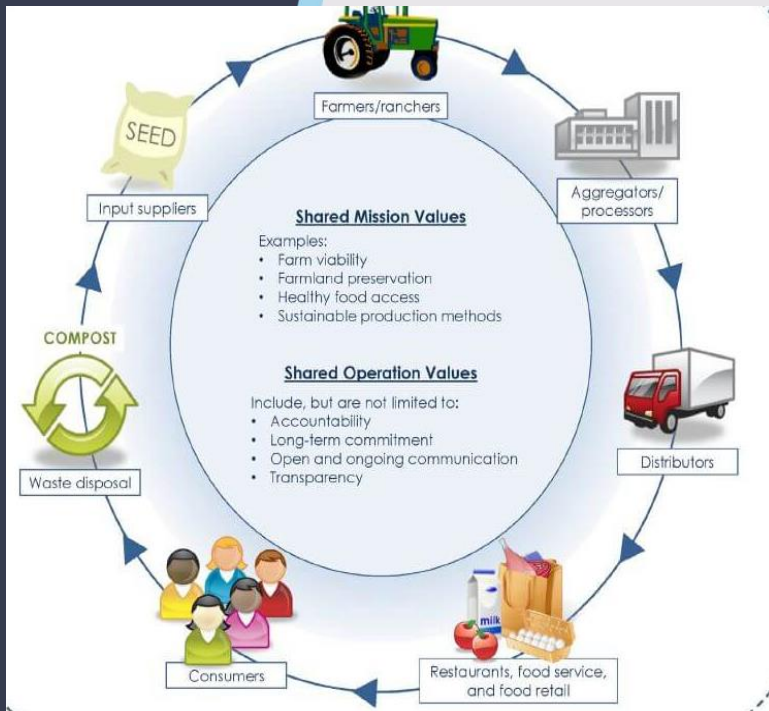 Farmers/ranchers
SEED
Input suppliers
Aggregators/
processors
Shared Mission Values
Examples:
• Farm viability
• Farmland preservation
• Healthy food access
• Sustainable production methods
COMPOST
Waste disposal
Shared Operation Values
Include, but are not limited to:
• Accountability
• Long-term commitment
• Open and ongoing communication
• Transparency
Distributors
milk
Consumers
Restaurants, food service,
and food retail